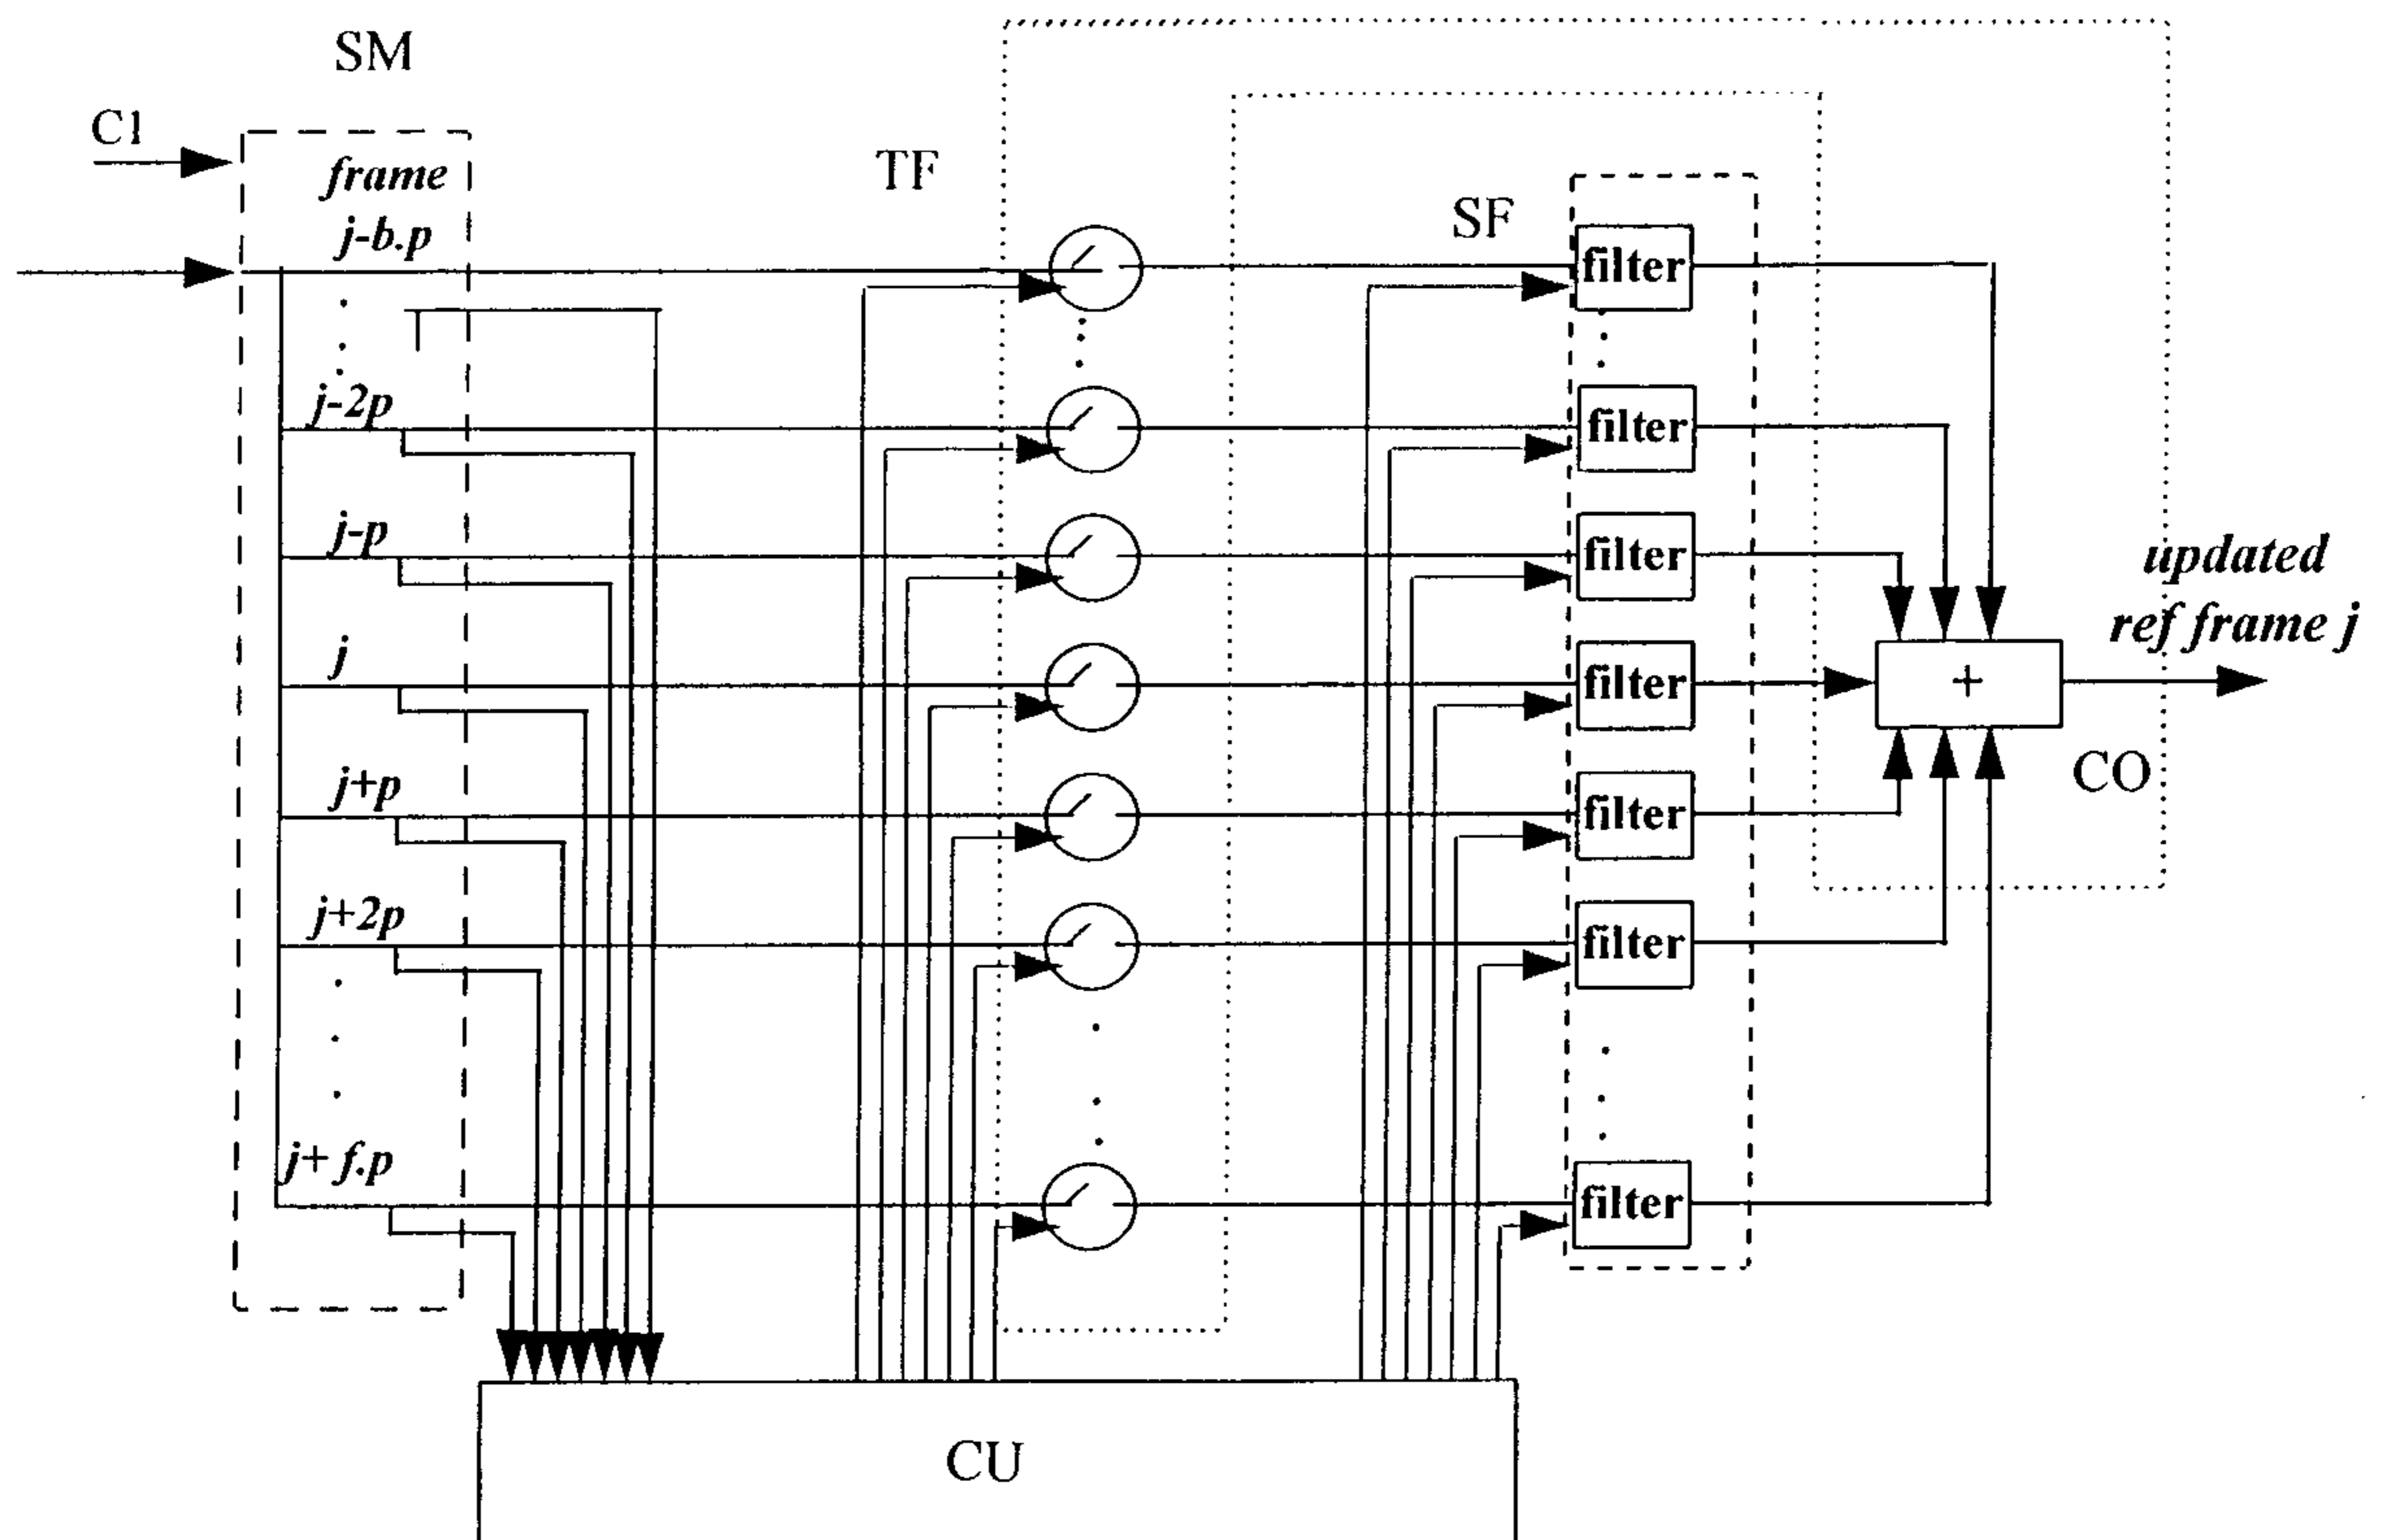 SM
C1
frame
j-b.p
TF
SF
filter
j-2p
filter
j-p
filter
updated
ref frame j
j
filter
+
j+p
filter
CO
j+2p
filter
j+ f.p
filter
CU